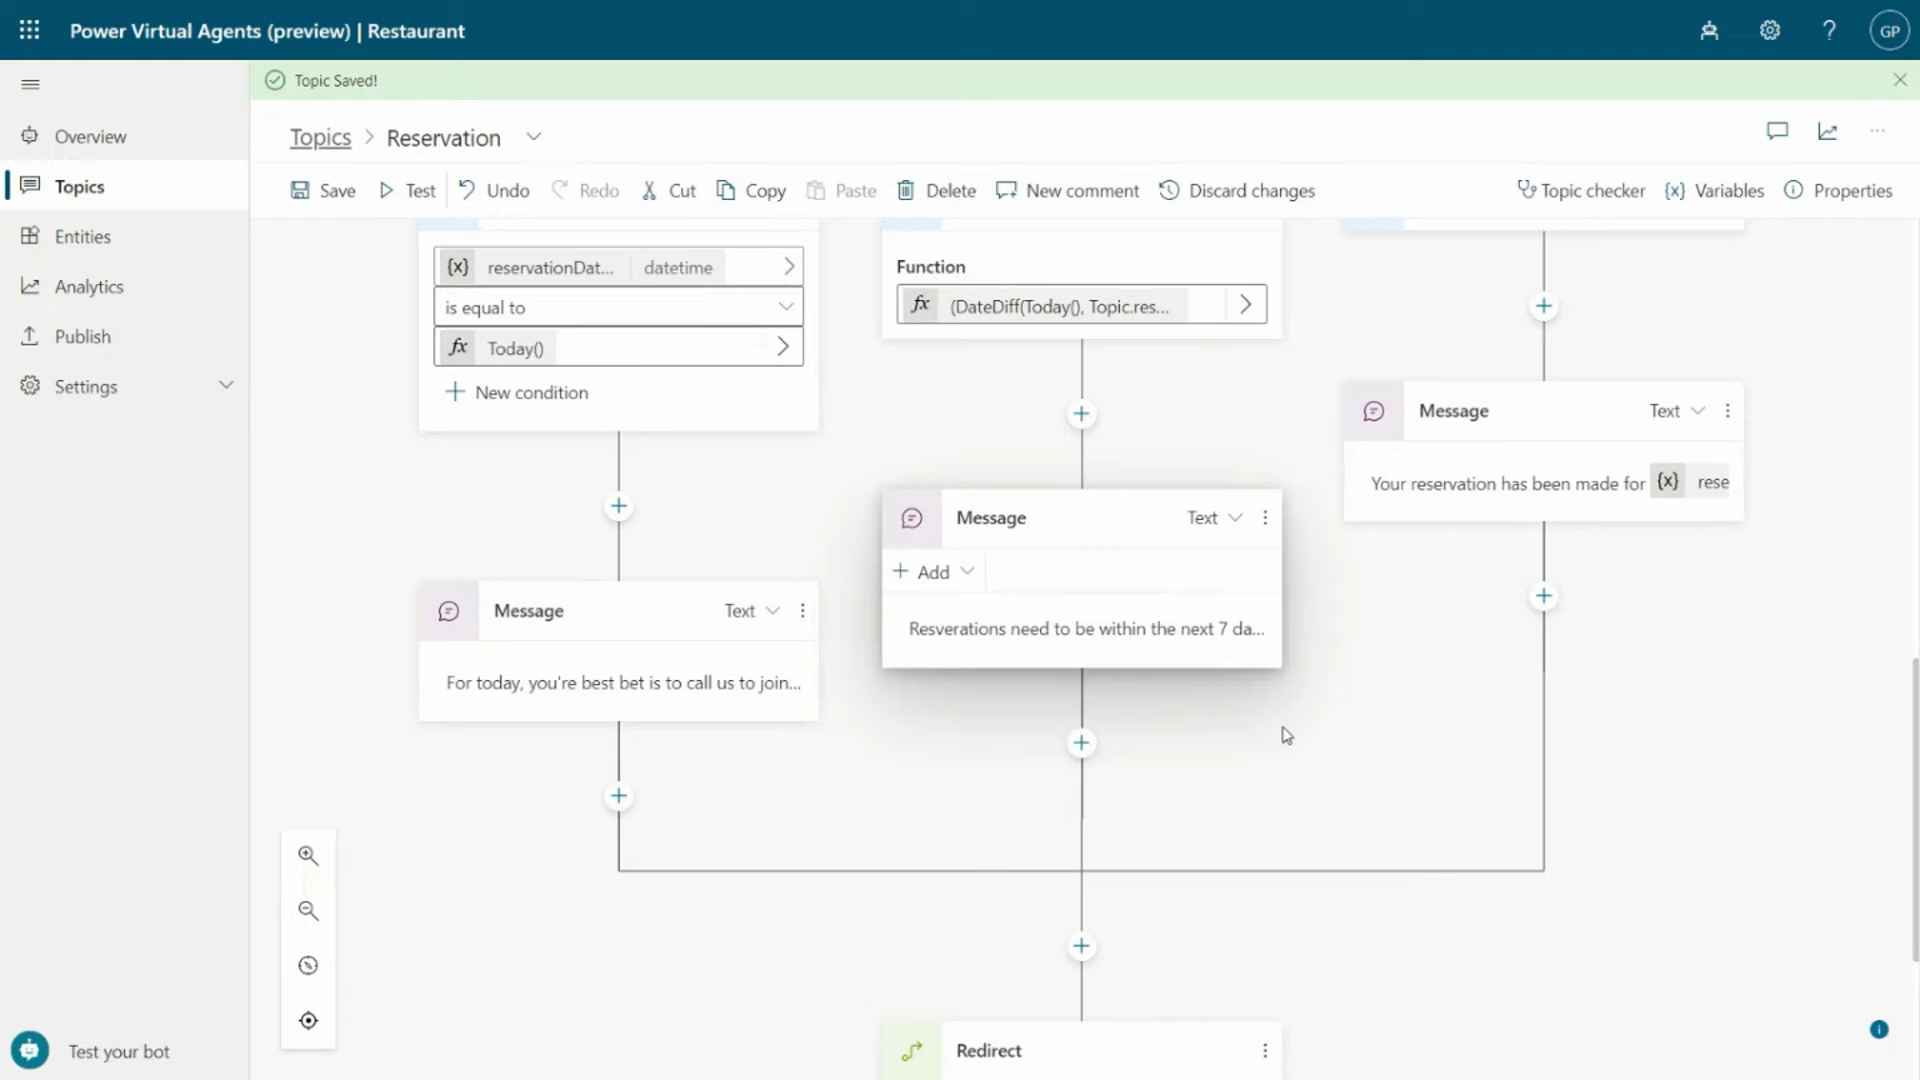 Power Virtual Agents (preview) | Restaurant
GP
Topic Saved!
Overview
Topics
Entities
Analytics
Publish
Settings
Topics > Reservation
Save
Test
Undo
Redo
Cut
Copy
Paste
Delete
New comment
Discard changes
Topic checker
{x} Variables
Properties
{x} reservationDat... datetime
is equal to
fx Today()
+ New condition
Function
fx (DateDiff(Today(), Topic.res...
Message Text
Your reservation has been made for {x} rese
Message Text
+ Add
Resverations need to be within the next 7 da...
Message Text
For today, you're best bet is to call us to join...
Redirect
Test your bot